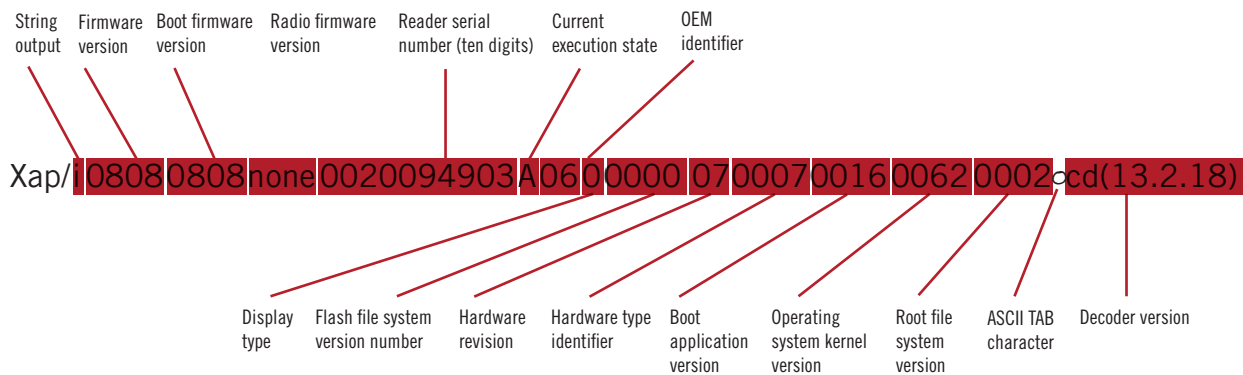 String output
Firmware version
Boot firmware version
Radio firmware version
Reader serial number (ten digits)
Current execution state
OEM identifier
Xap/i08080808none0020094903A0600000070007001600620002○cd(13.2.18)
Display type
Flash file system version number
Hardware revision
Hardware type identifier
Boot application version
Operating system kernel version
Root file system version
ASCII TAB character
Decoder version